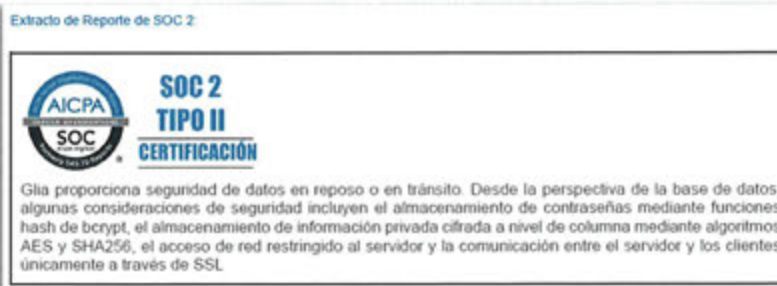 Extracto de Reporte de SOC 2
AICPA
SOC
SOC 2
TIPO II
CERTIFICACIÓN
Glia proporciona seguridad de datos en reposo o en tránsito. Desde la perspectiva de la base de datos
algunas consideraciones de seguridad incluyen el almacenamiento de contraseñas mediante funciones
hash de bcrypt, el almacenamiento de información privada cifrada a nivel de columna mediante algoritmos
AES y SHA256, el acceso de red restringido al servidor y la comunicación entre el servidor y los clientes
únicamente a través de SSL